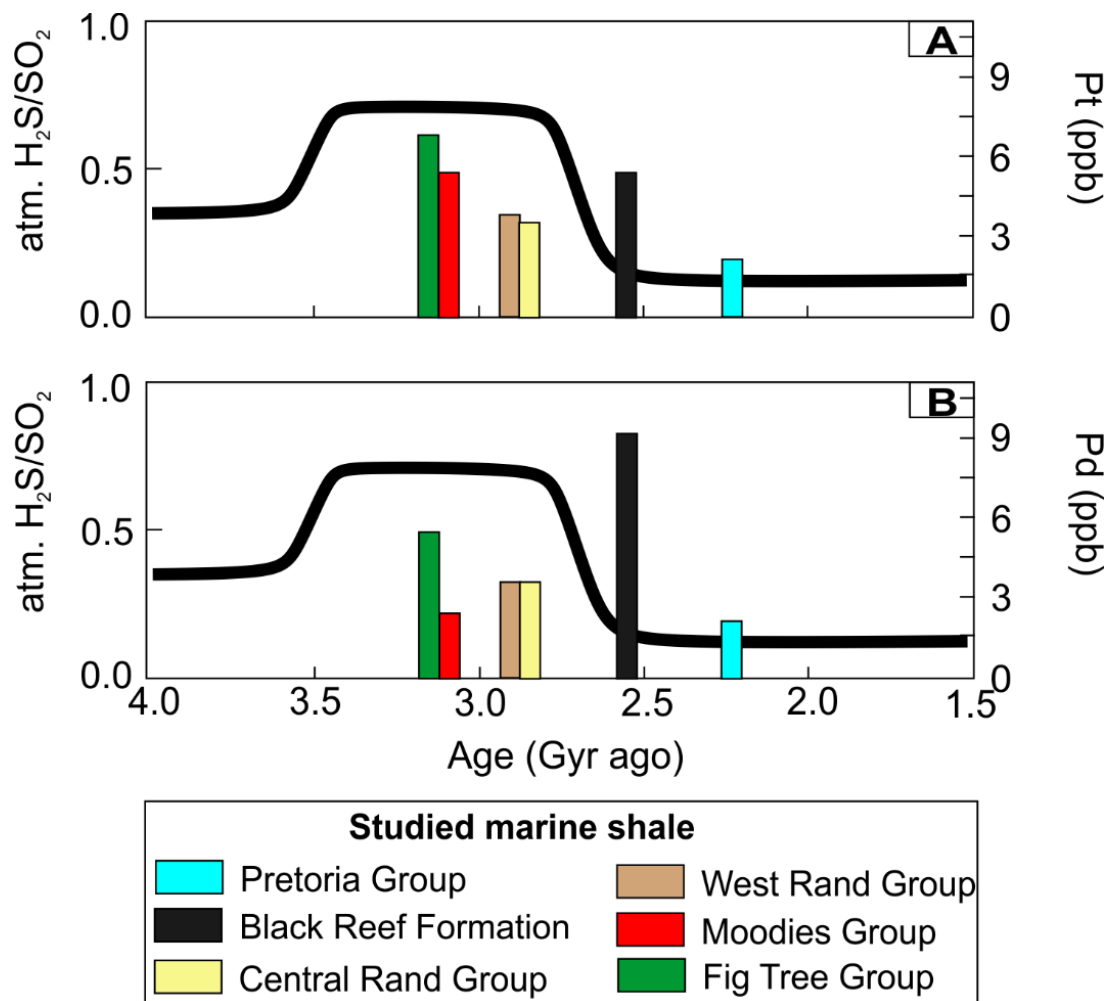 A
1.0
0.5
0.0
atm. H₂S/SO₂
9
6
3
0
Pt (ppb)
B
1.0
0.5
0.0
atm. H₂S/SO₂
9
6
3
0
Pd (ppb)
4.0 3.5 3.0 2.5 2.0 1.5
Age (Gyr ago)
Studied marine shale
Pretoria Group
Black Reef Formation
Central Rand Group
West Rand Group
Moodies Group
Fig Tree Group